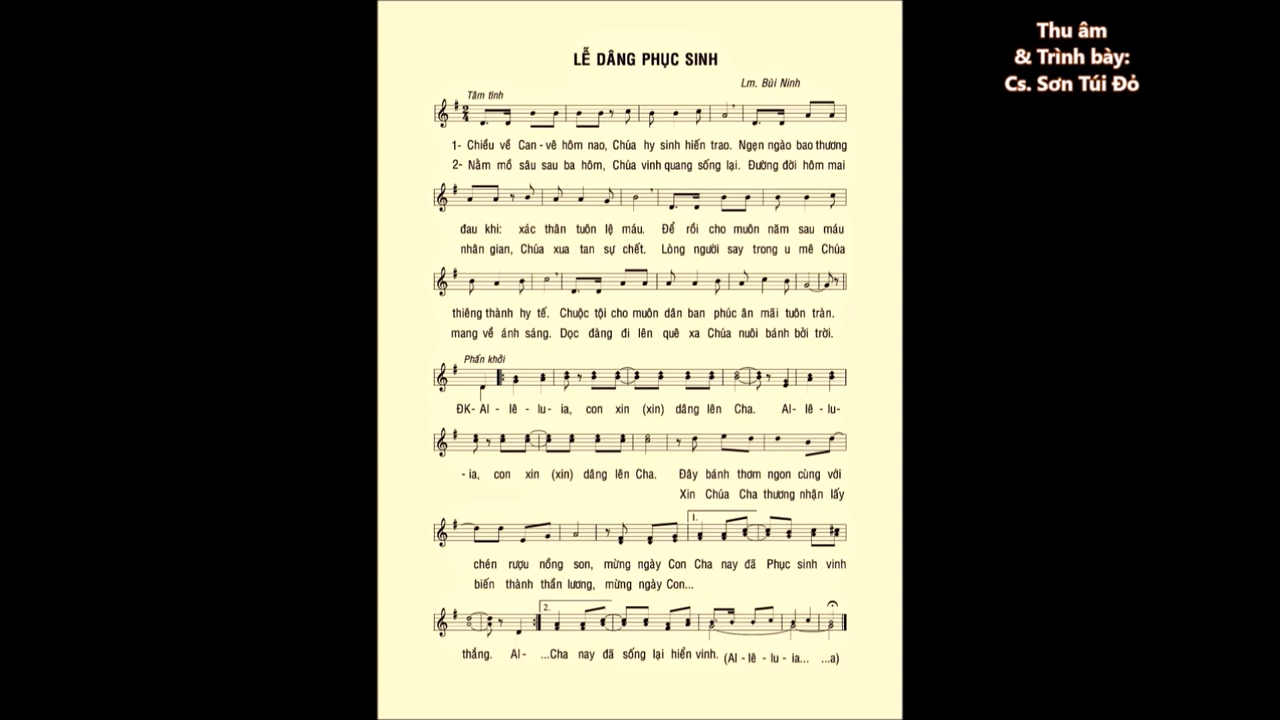 Thu âm
& Trình bày:
Cs. Sơn Túi Đỏ
LỄ DÂNG PHỤC SINH
Lm. Bùi Ninh
Tâm tình
2
4
1- Chiều về Can-vê hôm nao, Chúa hy sinh hiến trao. Ngẹn ngào bao thương
2- Nằm mồ sâu sau ba hôm, Chúa vinh quang sống lại. Đường đời hôm mai
đau khi: xác thân tuôn lệ máu. Để rồi cho muôn năm sau máu
nhân gian, Chúa xua tan sự chết. Lòng người say trong u mê Chúa
thiêng thành hy tế. Chuộc tội cho muôn dân ban phúc ân mãi tuôn tràn.
mang về ánh sáng. Dọc đàng đi lên quê xa Chúa nuôi bánh bởi trời.
Phấn khởi
ĐK- Al - lê - lu - ia, con xin (xin) dâng lên Cha. Al- lê - lu-
- ia, con xin (xin) dâng lên Cha. Đây bánh thơm ngon cùng với
Xin Chúa Cha thương nhận lấy
1.
chén rượu nồng son, mừng ngày Con Cha nay đã Phục sinh vinh
biến thành thần lương, mừng ngày Con...
2.
thắng. Al- ...Cha nay đã sống lại hiển vinh. (Al - lê - lu - ia... ...a)